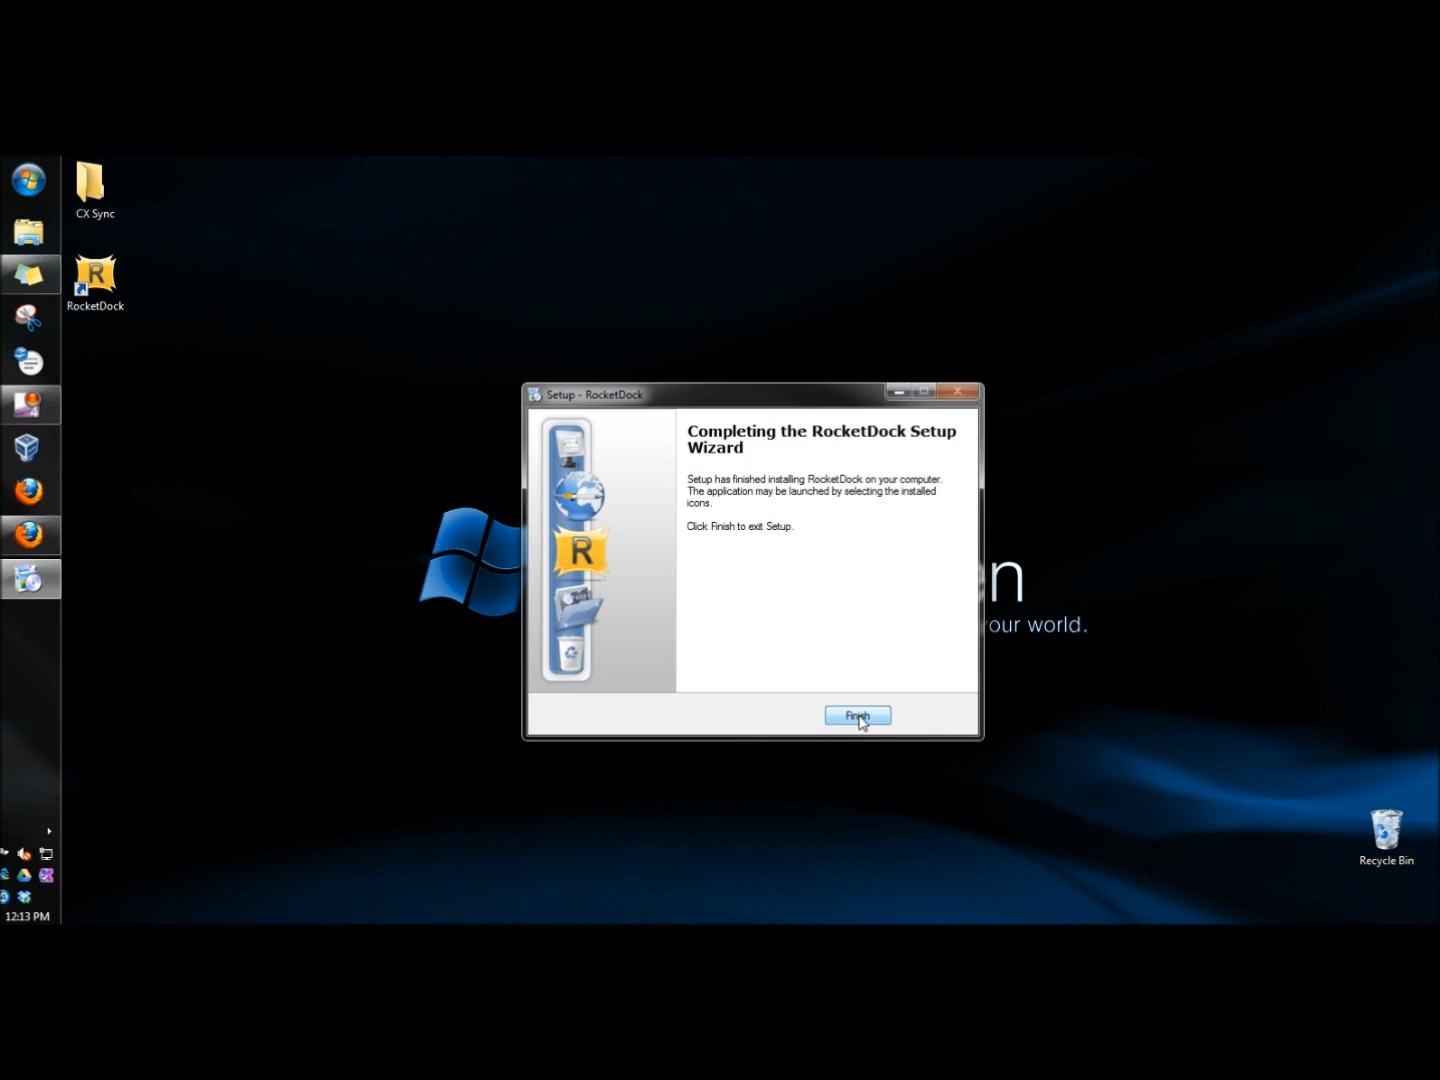 CX Sync
RocketDock
Setup - RocketDock
Completing the RocketDock Setup
Wizard
Setup has finished installing RocketDock on your computer.
The application may be launched by selecting the installed
icons.
Click Finish to exit Setup.
R
R
Finish
en
your world.
Recycle Bin
12:13 PM